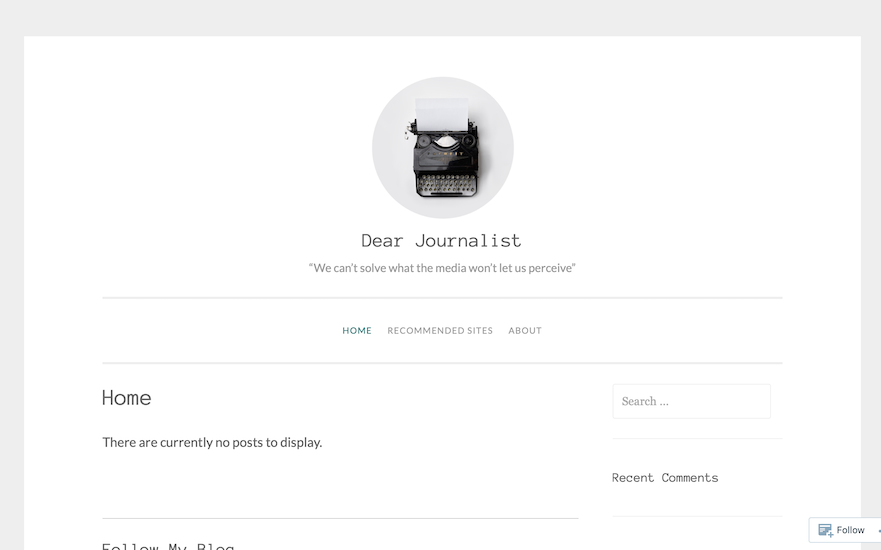 Dear Journalist
“We can’t solve what the media won’t let us perceive”
HOME RECOMMENDED SITES ABOUT
Home
There are currently no posts to display.
Search …
Recent Comments
Follow My Blog
Follow